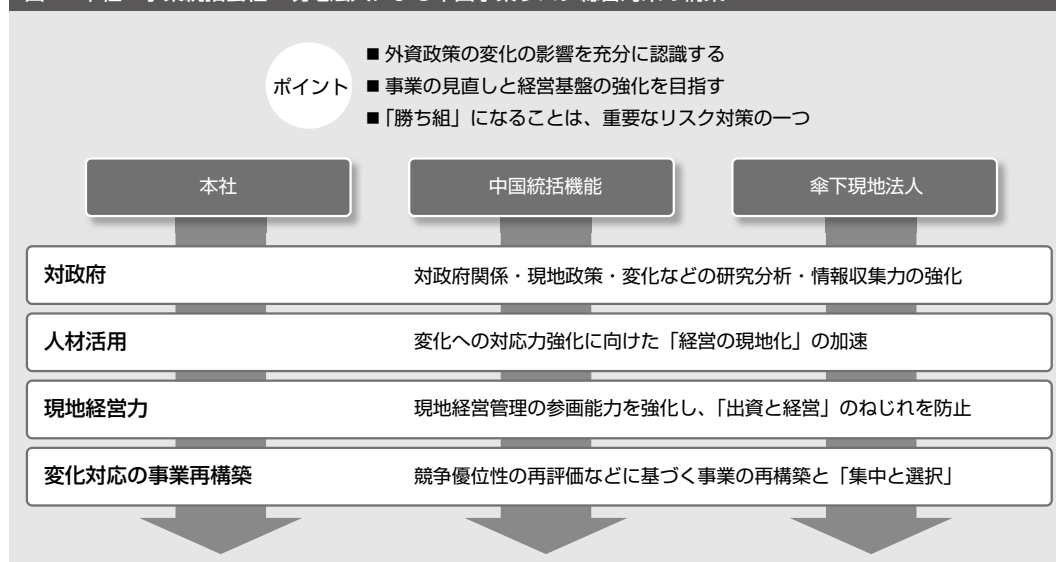 ポイント
■ 外資政策の変化の影響を充分に認識する
■ 事業の見直しと経営基盤の強化を目指す
■「勝ち組」になることは、重要なリスク対策の一つ
本社 中国統括機能 傘下現地法人
対政府 対政府関係・現地政策・変化などの研究分析・情報収集力の強化
人材活用 変化への対応力強化に向けた「経営の現地化」の加速
現地経営力 現地経営管理の参画能力を強化し、「出資と経営」のねじれを防止
変化対応の事業再構築 競争優位性の再評価などに基づく事業の再構築と「集中と選択」